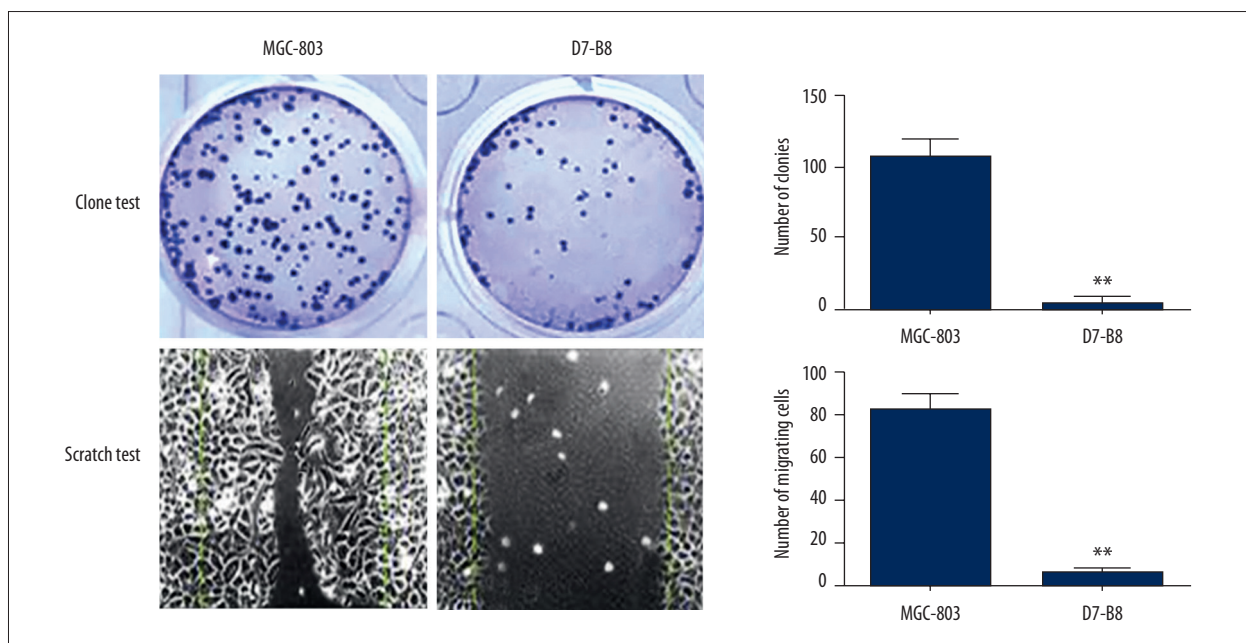 MGC-803
D7-B8
Clone test
Scratch test
Number of clonies
150
100
50
0
**
MGC-803
D7-B8
Number of migrating cells
100
80
60
40
20
0
**
MGC-803
D7-B8